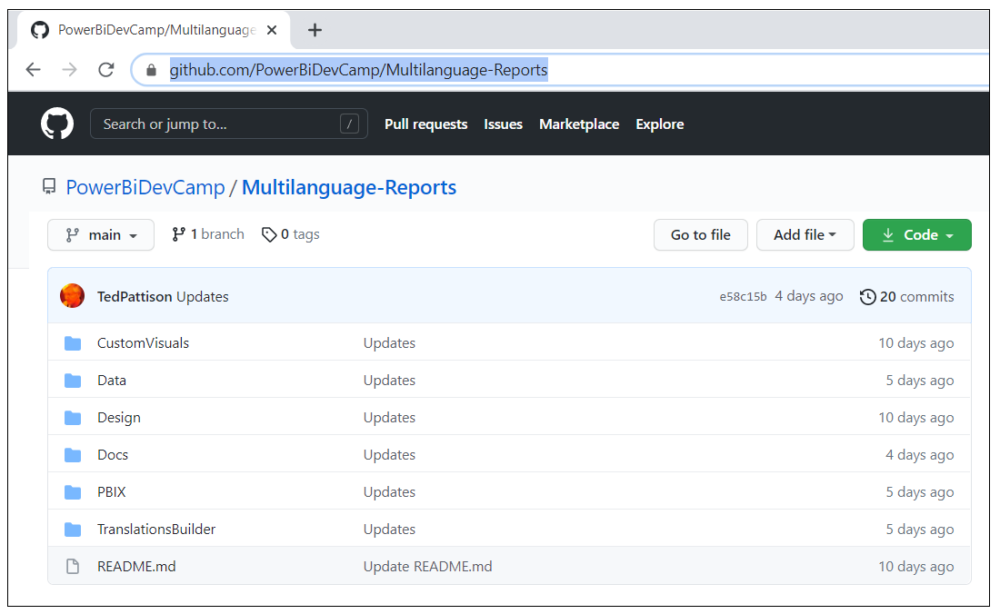 PowerBiDevCamp/Multilanguage
github.com/PowerBiDevCamp/Multilanguage-Reports
Search or jump to... / Pull requests Issues Marketplace Explore
PowerBiDevCamp / Multilanguage-Reports
main 1 branch 0 tags Go to file Add file Code
TedPattison Updates e58c15b 4 days ago 20 commits
CustomVisuals Updates 10 days ago
Data Updates 5 days ago
Design Updates 10 days ago
Docs Updates 4 days ago
PBIX Updates 5 days ago
TranslationsBuilder Updates 5 days ago
README.md Update README.md 10 days ago